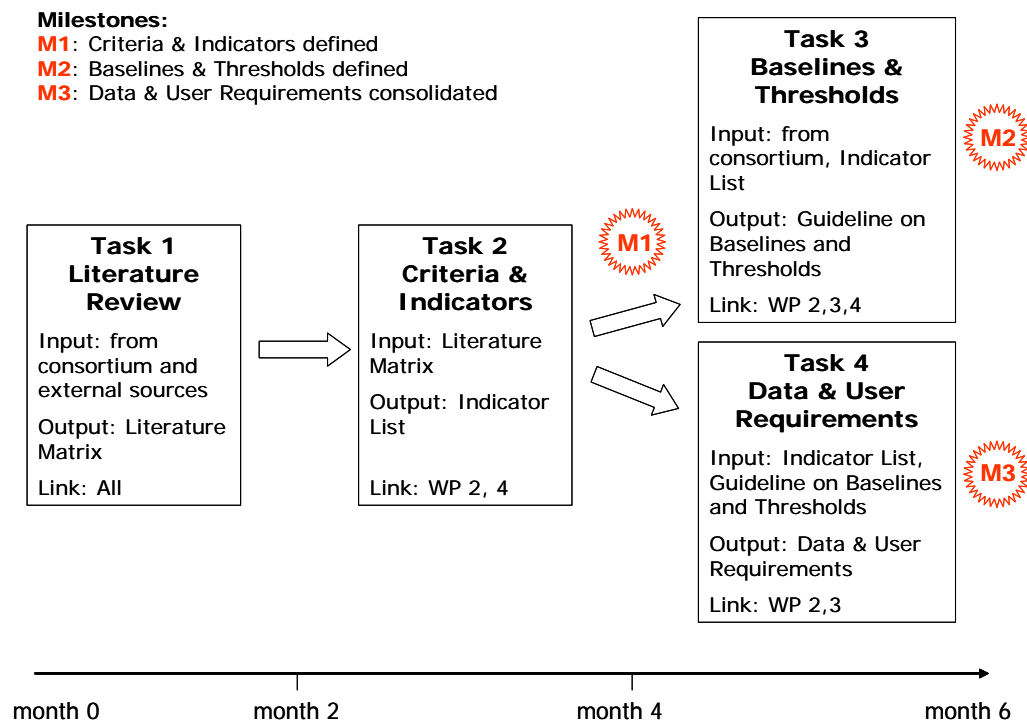 Milestones:
M1: Criteria & Indicators defined
M2: Baselines & Thresholds defined
M3: Data & User Requirements consolidated
Task 1
Literature
Review
Input: from
consortium and
external sources
Output: Literature
Matrix
Link: All
Task 2
Criteria &
Indicators
Input: Literature
Matrix
Output: Indicator
List
Link: WP 2, 4
M1
Task 3
Baselines &
Thresholds
Input: from
consortium, Indicator
List
Output: Guideline on
Baselines and
Thresholds
Link: WP 2,3,4
M2
Task 4
Data & User
Requirements
Input: Indicator List,
Guideline on Baselines
and Thresholds
Output: Data & User
Requirements
Link: WP 2,3
M3
month 0
month 2
month 4
month 6